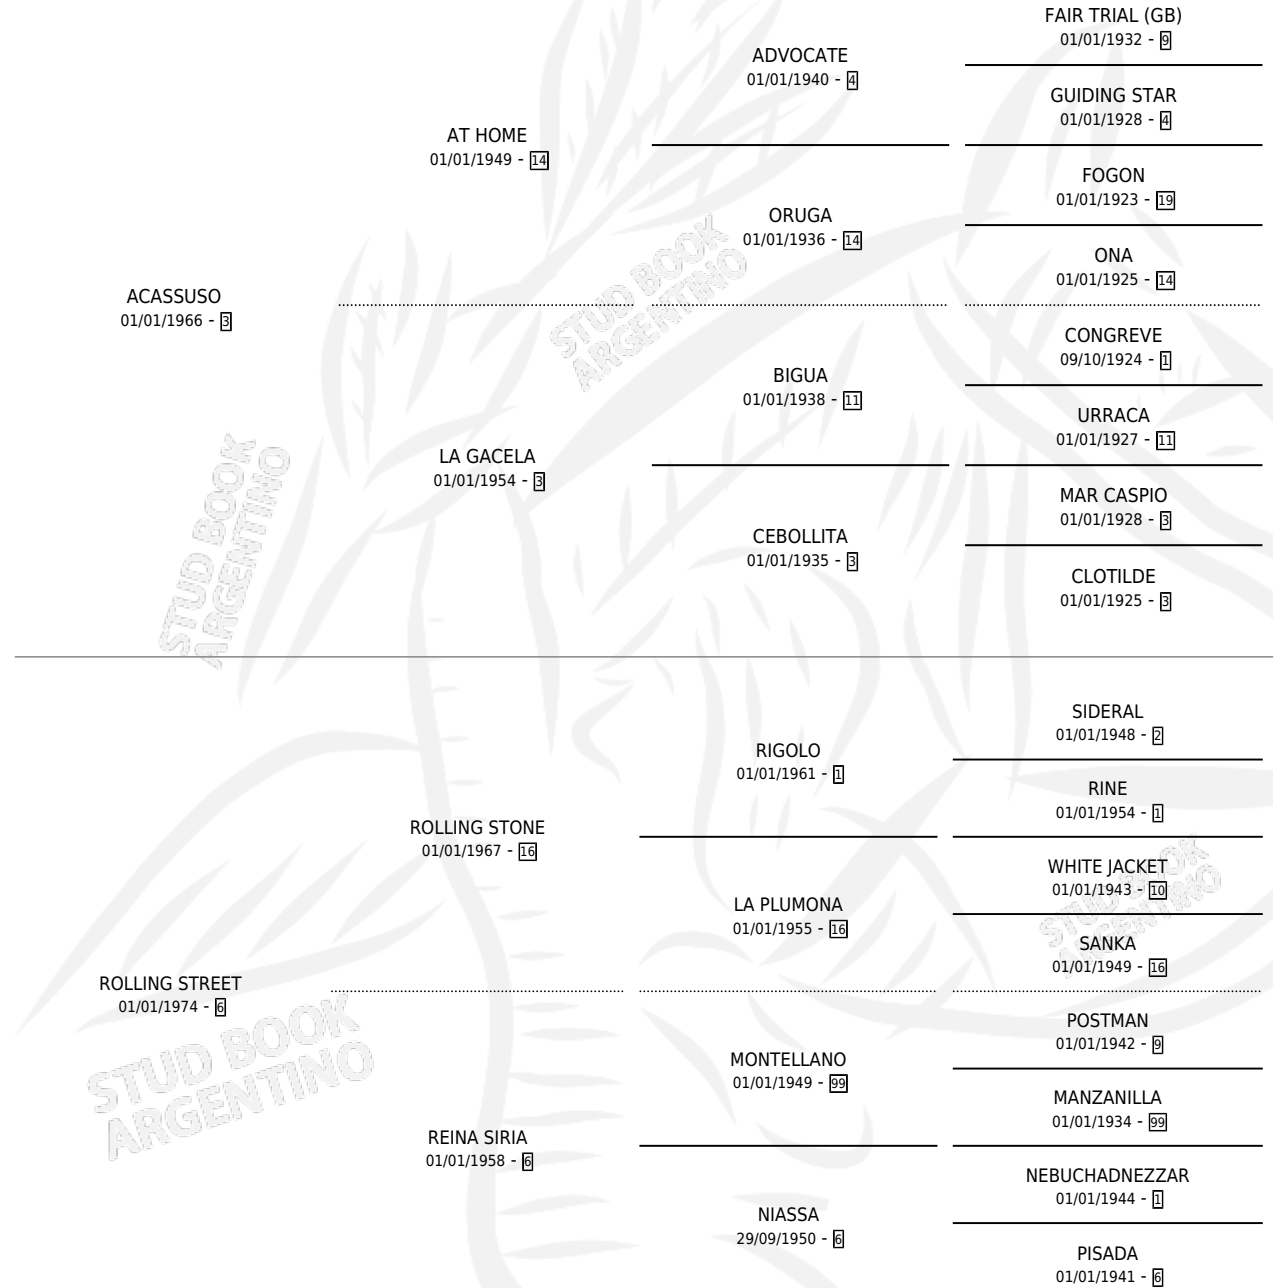 FAIR TRIAL (GB)
01/01/1932 - 9
ADVOCATE
01/01/1940 - 4
GUIDING STAR
01/01/1928 - 4
AT HOME
01/01/1949 - 14
FOGON
01/01/1923 - 19
ORUGA
01/01/1936 - 14
ONA
01/01/1925 - 14
ACASSUSO
01/01/1966 - 3
STUD BOOK
ARGENTINO
CONGREVE
09/10/1924 - 1
BIGUA
01/01/1938 - 11
URRACA
01/01/1927 - 11
LA GACELA
01/01/1954 - 3
MAR CASPIO
01/01/1928 - 3
CEBOLLITA
01/01/1935 - 3
CLOTILDE
01/01/1925 - 3
STUD BOOK
ARGENTINO
SIDERAL
01/01/1948 - 2
RIGOLO
01/01/1961 - 1
RINE
01/01/1954 - 1
ROLLING STONE
01/01/1967 - 16
WHITE JACKET
01/01/1943 - 10
LA PLUMONA
01/01/1955 - 16
SANKA
01/01/1949 - 16
STUD BOOK
ARGENTINO
ROLLING STREET
01/01/1974 - 6
POSTMAN
01/01/1942 - 9
MONTELLANO
01/01/1949 - 99
MANZANILLA
01/01/1934 - 99
STUD BOOK
ARGENTINO
REINA SIRIA
01/01/1958 - 6
NEBUCHADNEZZAR
01/01/1944 - 1
NIASSA
29/09/1950 - 6
PISADA
01/01/1941 - 6